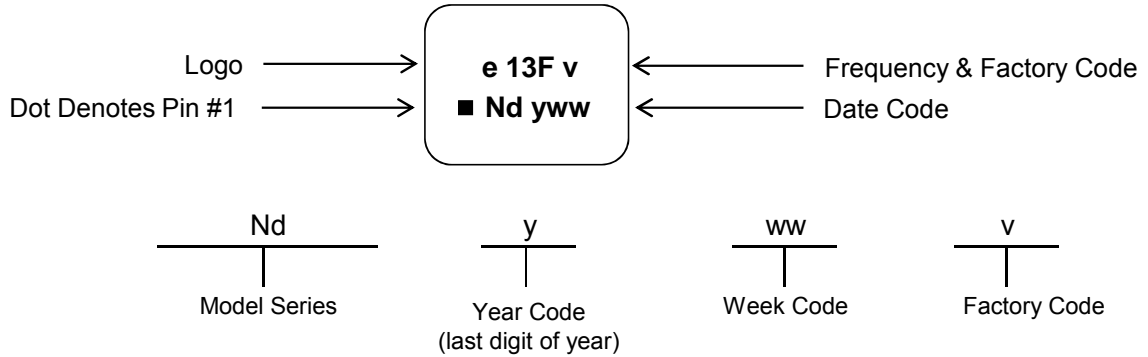 Logo
e 13F v
Frequency & Factory Code
Dot Denotes Pin #1
■ Nd yww
Date Code
Nd
y
ww
v
Model Series
Year Code
(last digit of year)
Week Code
Factory Code